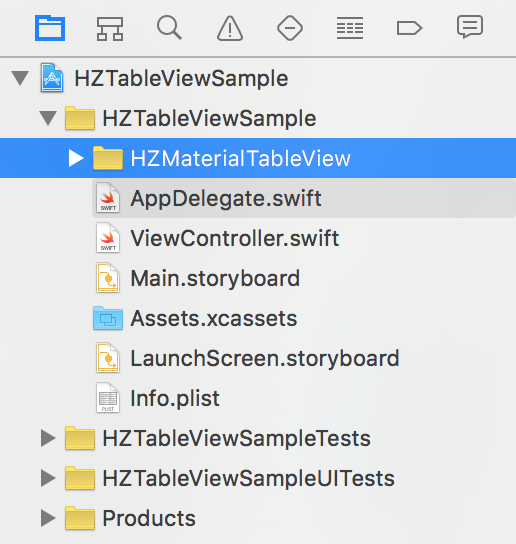 HZTableViewSample
HZTableViewSample
HZMaterialTableView
SWIFT AppDelegate.swift
SWIFT ViewController.swift
Main.storyboard
Assets.xcassets
LaunchScreen.storyboard
PLIST Info.plist
HZTableViewSampleTests
HZTableViewSampleUITests
Products